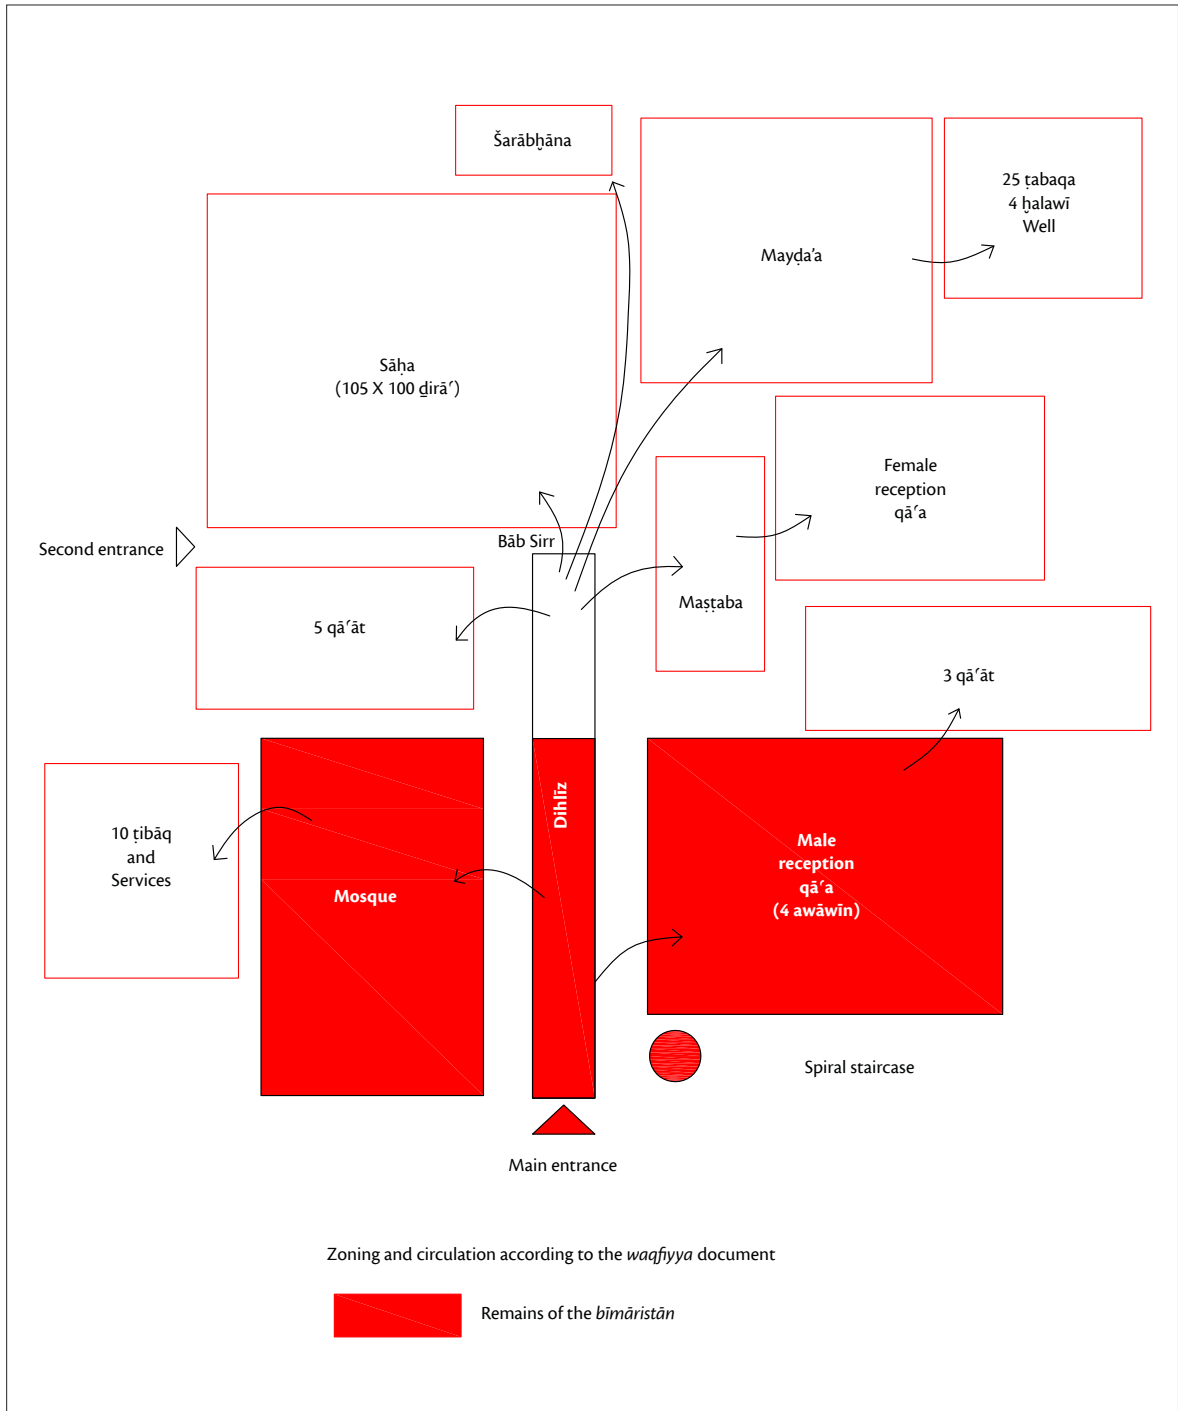 Šarābḫāna
25 ṭabaqa
4 ḫalawī
Well
Mayḍa’a
Sāḥa
(105 X 100 ḏirāʿ)
Female
reception
qāʿa
Second entrance
Bāb Sirr
Maṣṭaba
5 qāʿāt
3 qāʿāt
Dihlīz
10 ṭibāq
and
Services
Mosque
Male
reception
qāʿa
(4 awāwīn)
Spiral staircase
Main entrance
Zoning and circulation according to the waqfiyya document
Remains of the bīmāristān